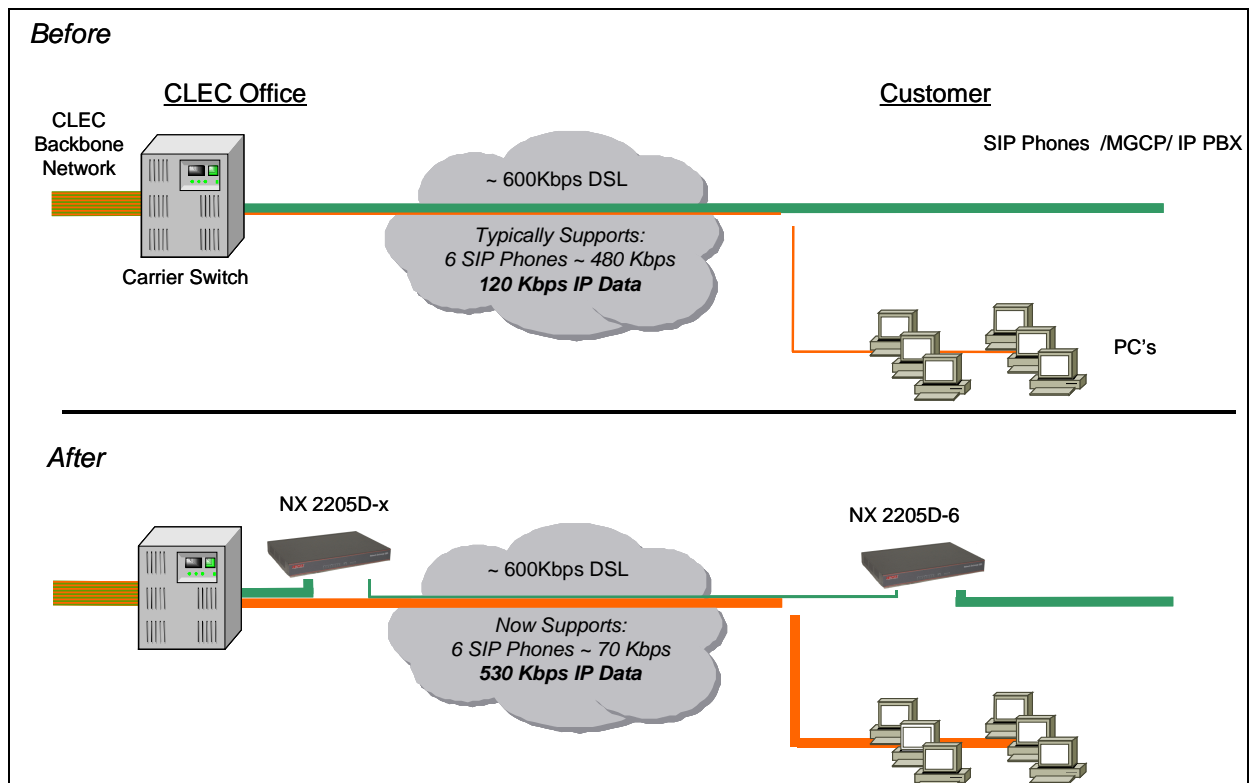 Before
CLEC Office
Customer
CLEC
Backbone
Network
SIP Phones /MGCP/ IP PBX
~ 600Kbps DSL
Typically Supports:
6 SIP Phones ~ 480 Kbps
120 Kbps IP Data
Carrier Switch
PC's
After
NX 2205D-x
NX 2205D-6
~ 600Kbps DSL
Now Supports:
6 SIP Phones ~ 70 Kbps
530 Kbps IP Data